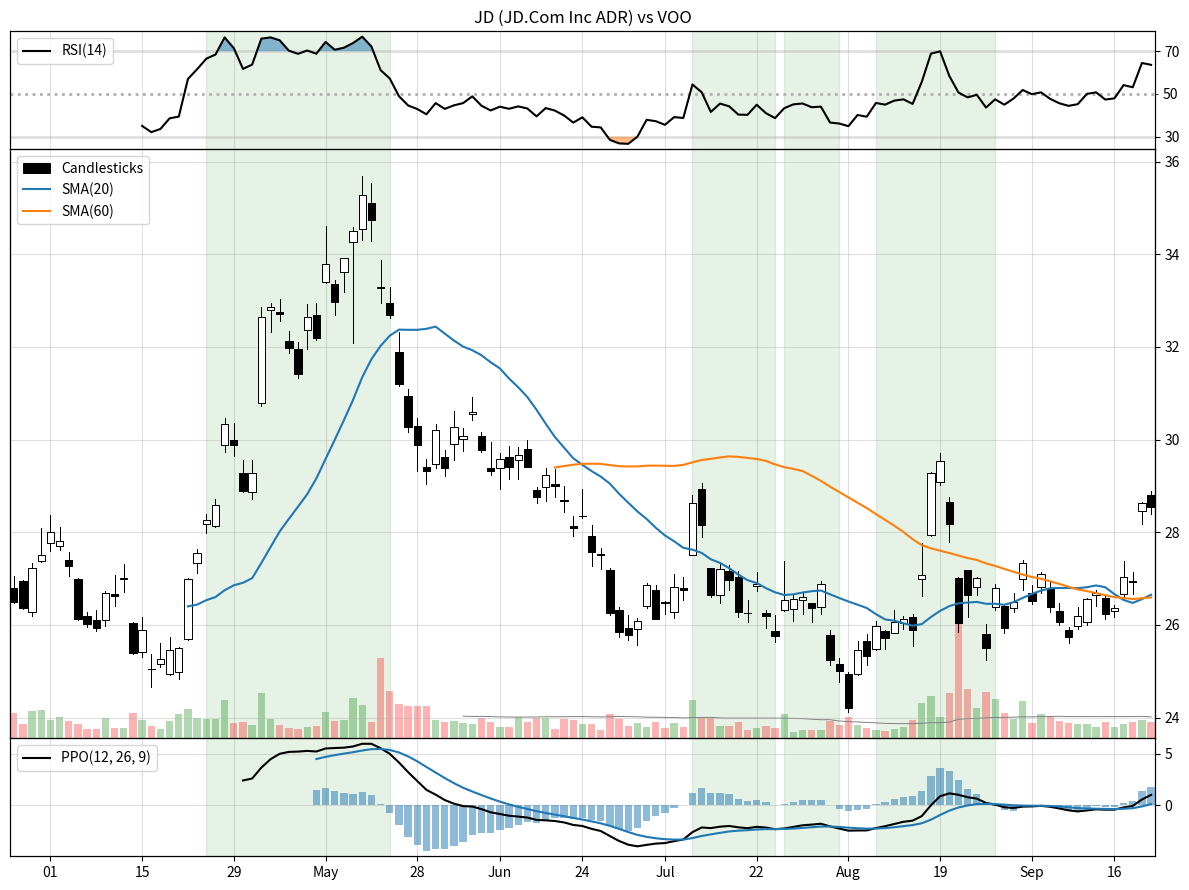 JD (JD.Com Inc ADR) vs VOO
RSI(14)
70
50
30
Candlesticks
SMA(20)
SMA(60)
36
34
32
30
28
26
24
PPO(12, 26, 9)
5
0
01 15 29 May 28 Jun 24 Jul 22 Aug 19 Sep 16